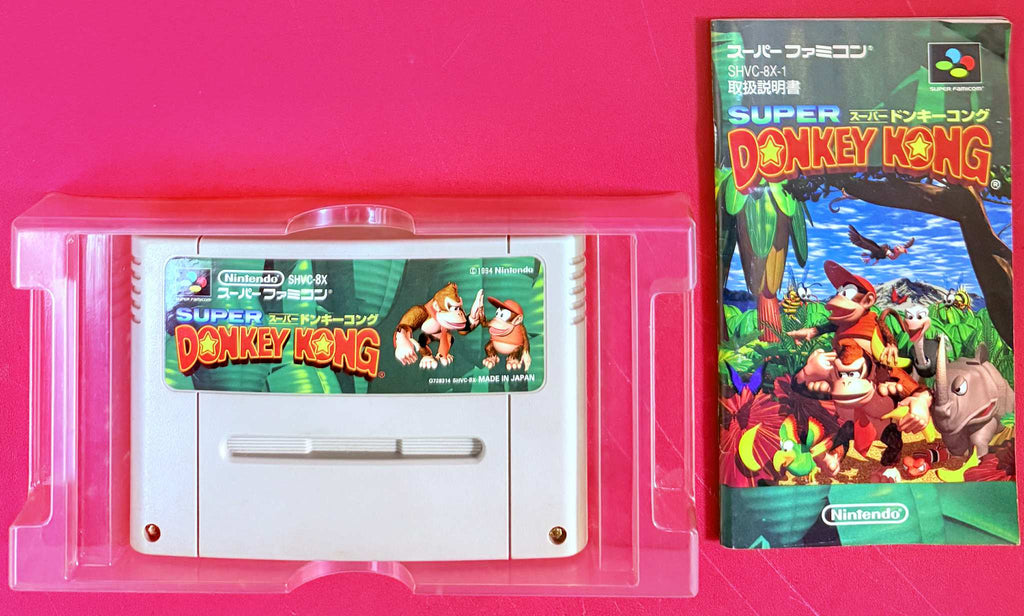 SUPER FAMICOM
Nintendo SHVC-8X
スーパーファミコン®
© 1994 Nintendo
SUPER スーパードンキーコング
DONKEY KONG®
O728314 SHVC-8X MADE IN JAPAN
スーパーファミコン®
SHVC-8X-1
取扱説明書
SUPER FAMICOM®
SUPER スーパードンキーコング
DONKEY KONG®
Nintendo®